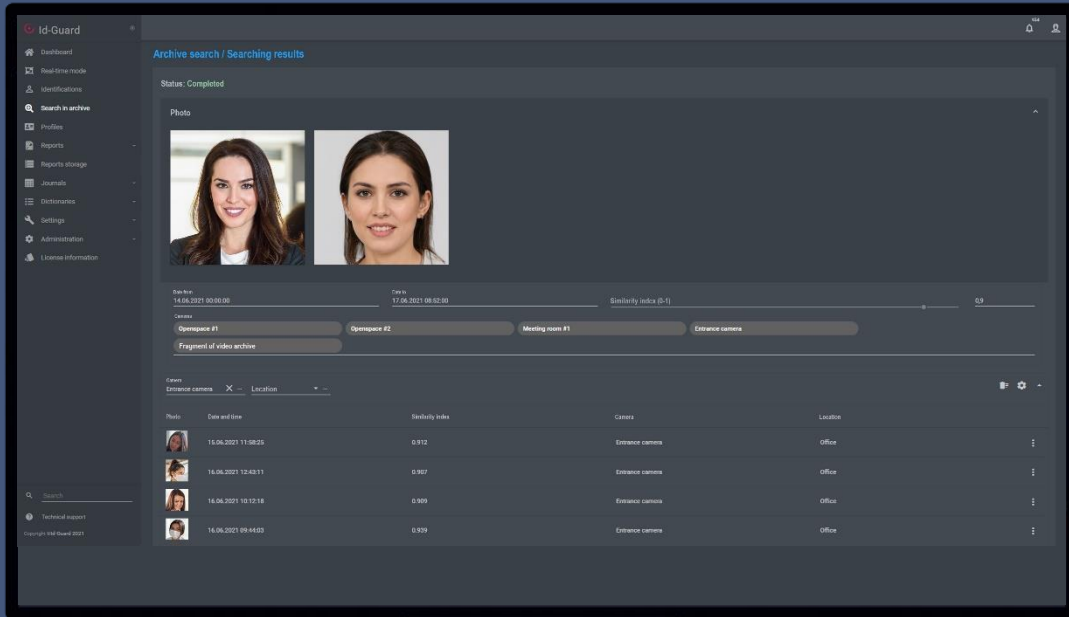 Id-Guard
Dashboard
Real-time mode
Identifications
Search in archive
Profiles
Reports
Reports storage
Journals
Dictionaries
Settings
Administration
License information
Search
Technical support
Archive search / Searching results
Status: Completed
Photo
Date from
14.06.2021 00:00:00
Date to
17.06.2021 08:52:00
Similarity index (0-1)
0,9
Cameras
Openspace #1 Openspace #2 Meeting room #1 Entrance camera
Fragment of video archive
Camera
Entrance camera
Location
Photo Date and time Similarity index Camera Location
15.06.2021 11:58:25 0.912 Entrance camera Office
16.06.2021 12:43:11 0.907 Entrance camera Office
16.06.2021 10:12:18 0.909 Entrance camera Office
16.06.2021 09:44:03 0.939 Entrance camera Office